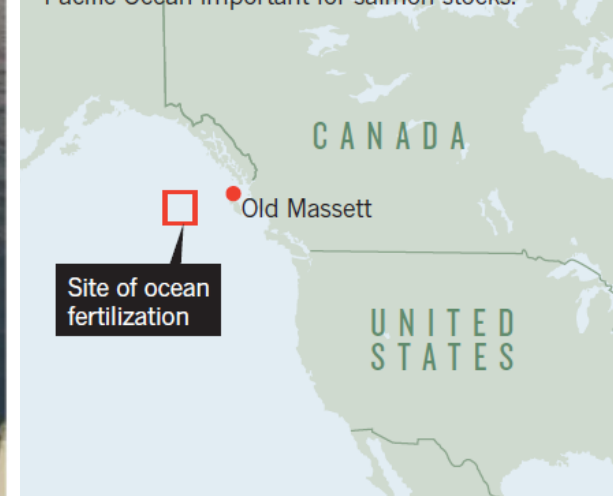 Pacific Ocean important for salmon stocks.
CANADA
Old Massett
Site of ocean
fertilization
UNITED
STATES